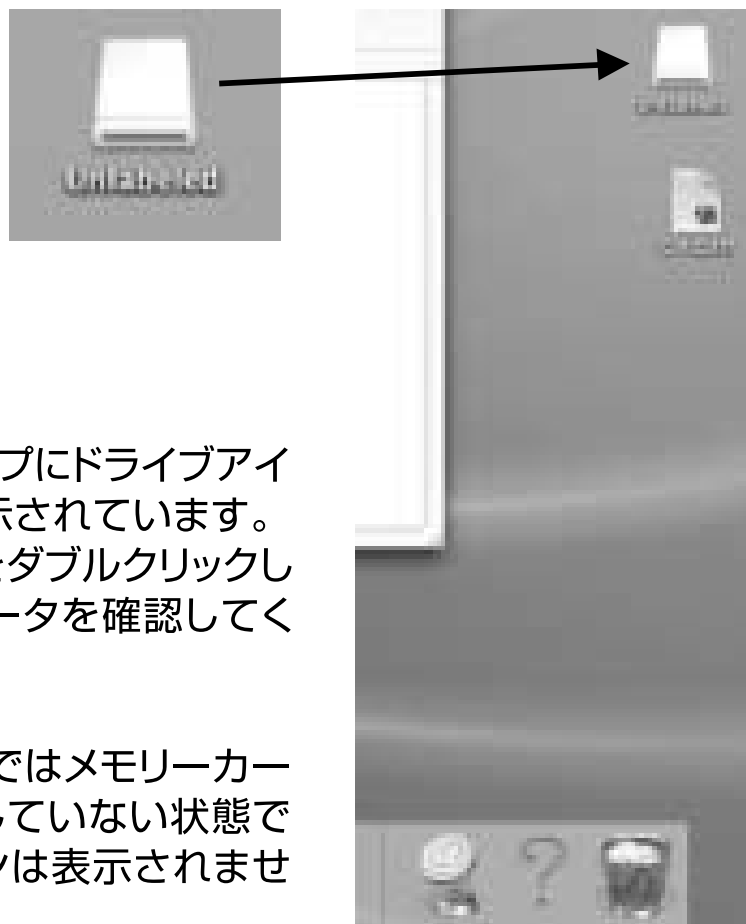 Unlabeled
プにドライブアイ
示されています。
をダブルクリックし
ータを確認してく
ではメモリーカー
していない状態で
ンは表示されませ
?